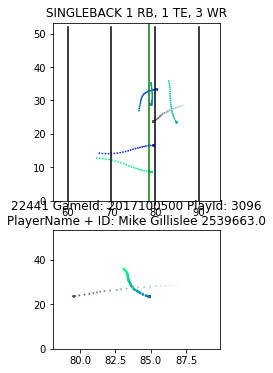 SINGLEBACK 1 RB, 1 TE, 3 WR
50
40
30
20
10
0
60 70 80 90
22441 GameId: 2017100500 PlayId: 3096
PlayerName + ID: Mike Gillislee 2539663.0
40
20
0
80.0 82.5 85.0 87.5